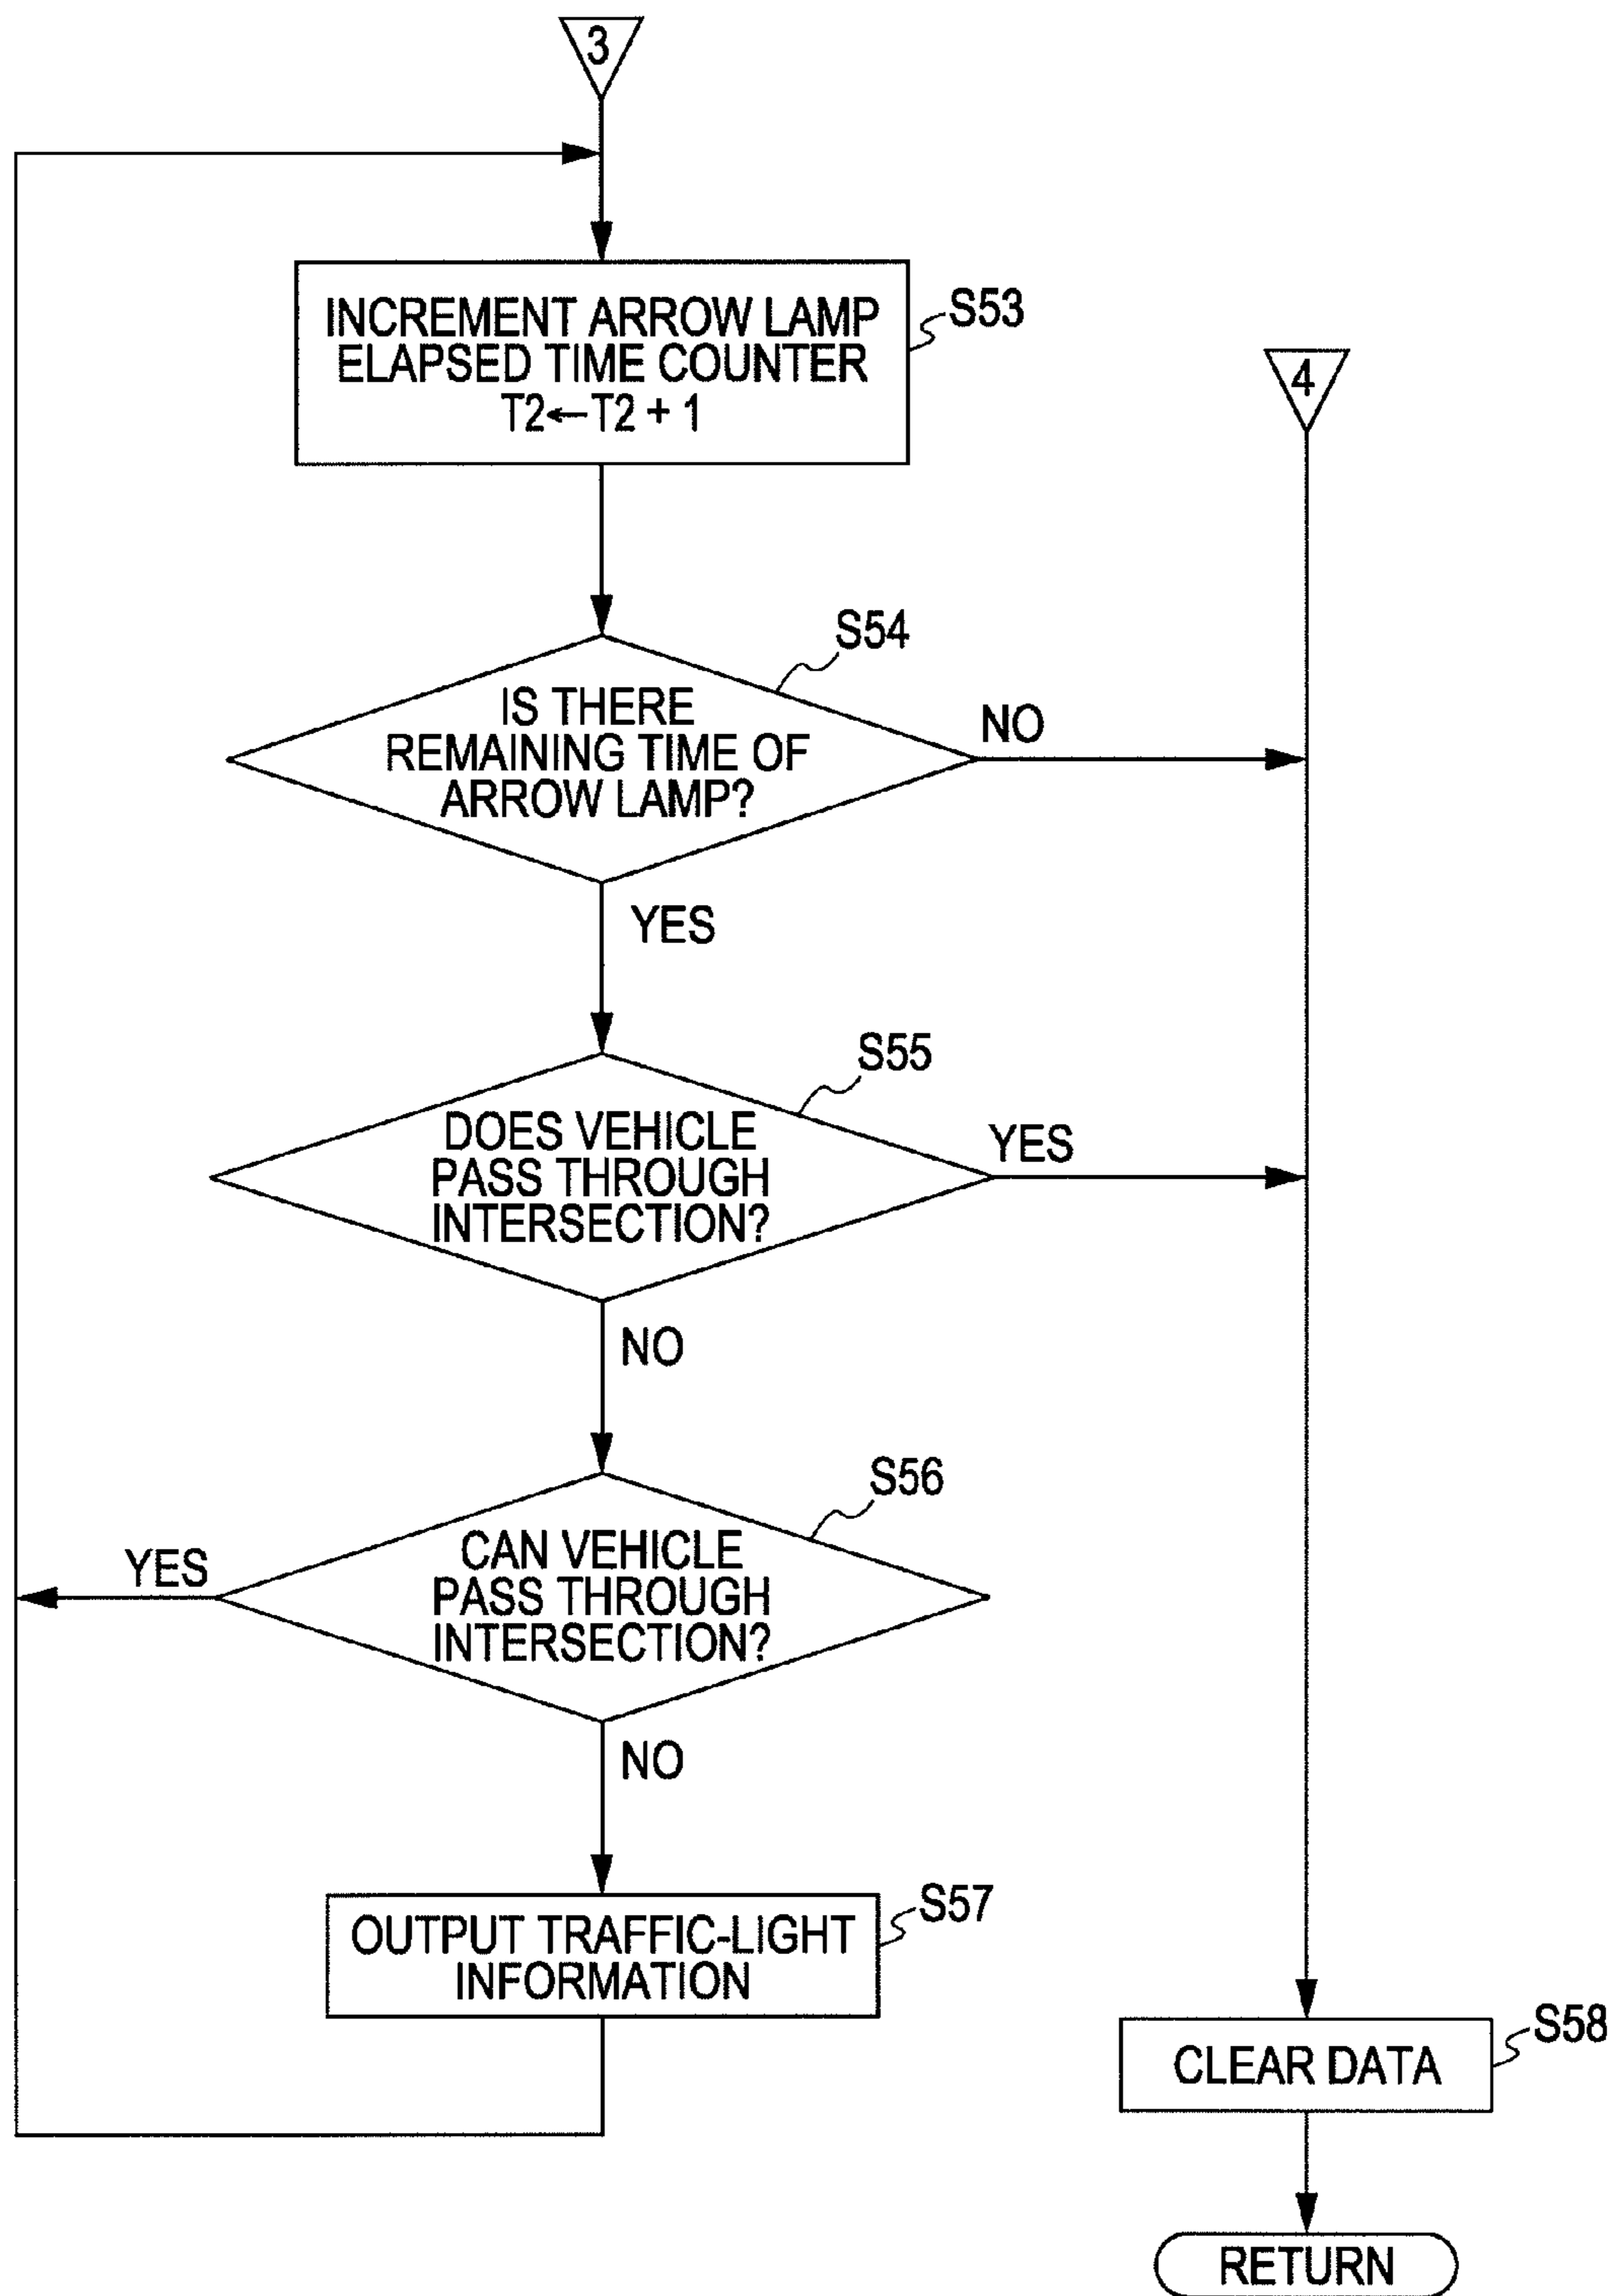 3
INCREMENT ARROW LAMP
ELAPSED TIME COUNTER
T2←T2 + 1
S53
4
S54
IS THERE
REMAINING TIME OF
ARROW LAMP?
NO
YES
S55
DOES VEHICLE
PASS THROUGH
INTERSECTION?
YES
NO
S56
CAN VEHICLE
PASS THROUGH
INTERSECTION?
YES
NO
OUTPUT TRAFFIC-LIGHT
INFORMATION
S57
CLEAR DATA
S58
RETURN